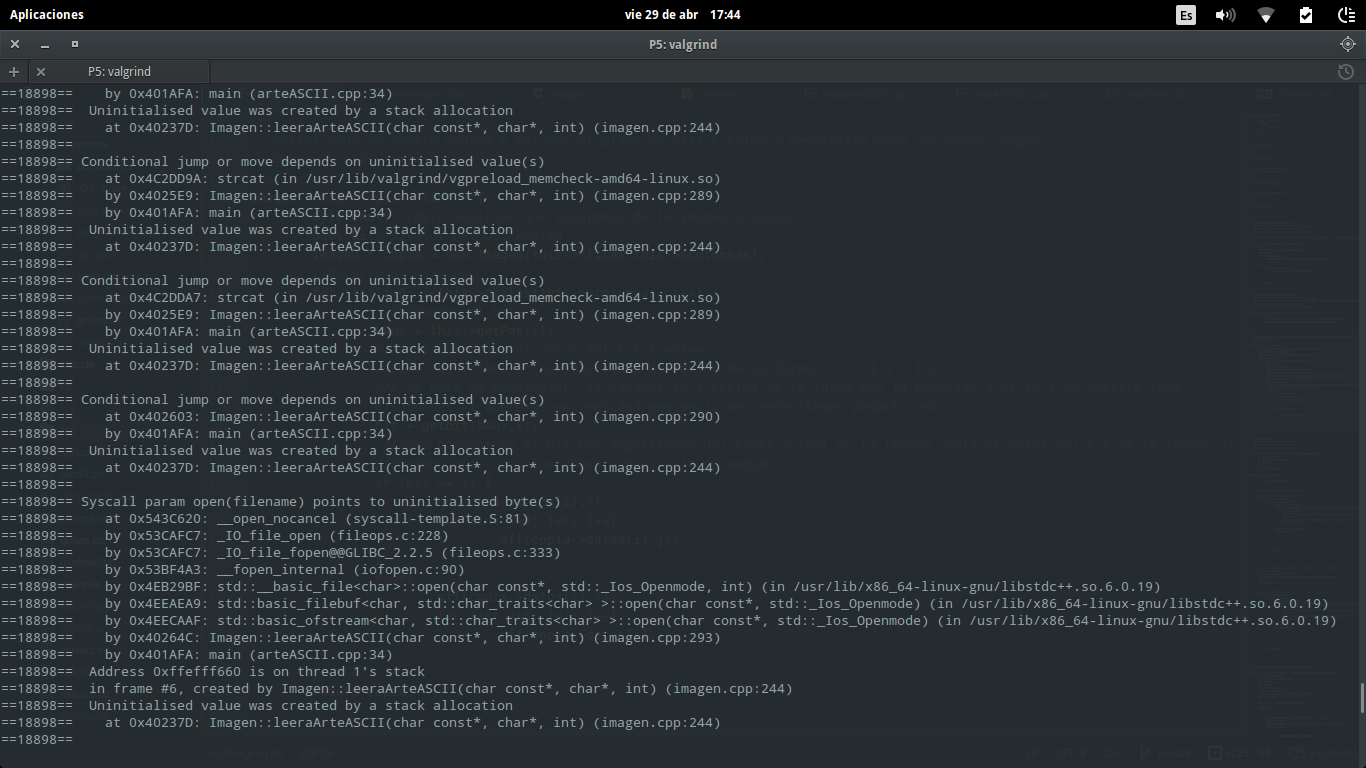 Aplicaciones
vie 29 de abr 17:44
Es
P5: valgrind
P5: valgrind
==18898==    by 0x401AFA: main (arteASCII.cpp:34)
==18898==  Uninitialised value was created by a stack allocation
==18898==    at 0x40237D: Imagen::leeraArteASCII(char const*, char*, int) (imagen.cpp:244)
==18898==
==18898== Conditional jump or move depends on uninitialised value(s)
==18898==    at 0x4C2DD9A: strcat (in /usr/lib/valgrind/vgpreload_memcheck-amd64-linux.so)
==18898==    by 0x4025E9: Imagen::leeraArteASCII(char const*, char*, int) (imagen.cpp:289)
==18898==    by 0x401AFA: main (arteASCII.cpp:34)
==18898==  Uninitialised value was created by a stack allocation
==18898==    at 0x40237D: Imagen::leeraArteASCII(char const*, char*, int) (imagen.cpp:244)
==18898==
==18898== Conditional jump or move depends on uninitialised value(s)
==18898==    at 0x4C2DDA7: strcat (in /usr/lib/valgrind/vgpreload_memcheck-amd64-linux.so)
==18898==    by 0x4025E9: Imagen::leeraArteASCII(char const*, char*, int) (imagen.cpp:289)
==18898==    by 0x401AFA: main (arteASCII.cpp:34)
==18898==  Uninitialised value was created by a stack allocation
==18898==    at 0x40237D: Imagen::leeraArteASCII(char const*, char*, int) (imagen.cpp:244)
==18898==
==18898== Conditional jump or move depends on uninitialised value(s)
==18898==    at 0x402603: Imagen::leeraArteASCII(char const*, char*, int) (imagen.cpp:290)
==18898==    by 0x401AFA: main (arteASCII.cpp:34)
==18898==  Uninitialised value was created by a stack allocation
==18898==    at 0x40237D: Imagen::leeraArteASCII(char const*, char*, int) (imagen.cpp:244)
==18898==
==18898== Syscall param open(filename) points to uninitialised byte(s)
==18898==    at 0x543C620: __open_nocancel (syscall-template.S:81)
==18898==    by 0x53CAFC7: _IO_file_open (fileops.c:228)
==18898==    by 0x53CAFC7: _IO_file_fopen@@GLIBC_2.2.5 (fileops.c:333)
==18898==    by 0x53BF4A3: __fopen_internal (iofopen.c:90)
==18898==    by 0x4EB29BF: std::__basic_file<char>::open(char const*, std::_Ios_Openmode, int) (in /usr/lib/x86_64-linux-gnu/libstdc++.so.6.0.19)
==18898==    by 0x4EEAEA9: std::basic_filebuf<char, std::char_traits<char> >::open(char const*, std::_Ios_Openmode) (in /usr/lib/x86_64-linux-gnu/libstdc++.so.6.0.19)
==18898==    by 0x4EECAAF: std::basic_ofstream<char, std::char_traits<char> >::open(char const*, std::_Ios_Openmode) (in /usr/lib/x86_64-linux-gnu/libstdc++.so.6.0.19)
==18898==    by 0x40264C: Imagen::leeraArteASCII(char const*, char*, int) (imagen.cpp:293)
==18898==    by 0x401AFA: main (arteASCII.cpp:34)
==18898==  Address 0xffefff660 is on thread 1's stack
==18898==  in frame #6, created by Imagen::leeraArteASCII(char const*, char*, int) (imagen.cpp:244)
==18898==  Uninitialised value was created by a stack allocation
==18898==    at 0x40237D: Imagen::leeraArteASCII(char const*, char*, int) (imagen.cpp:244)
==18898==